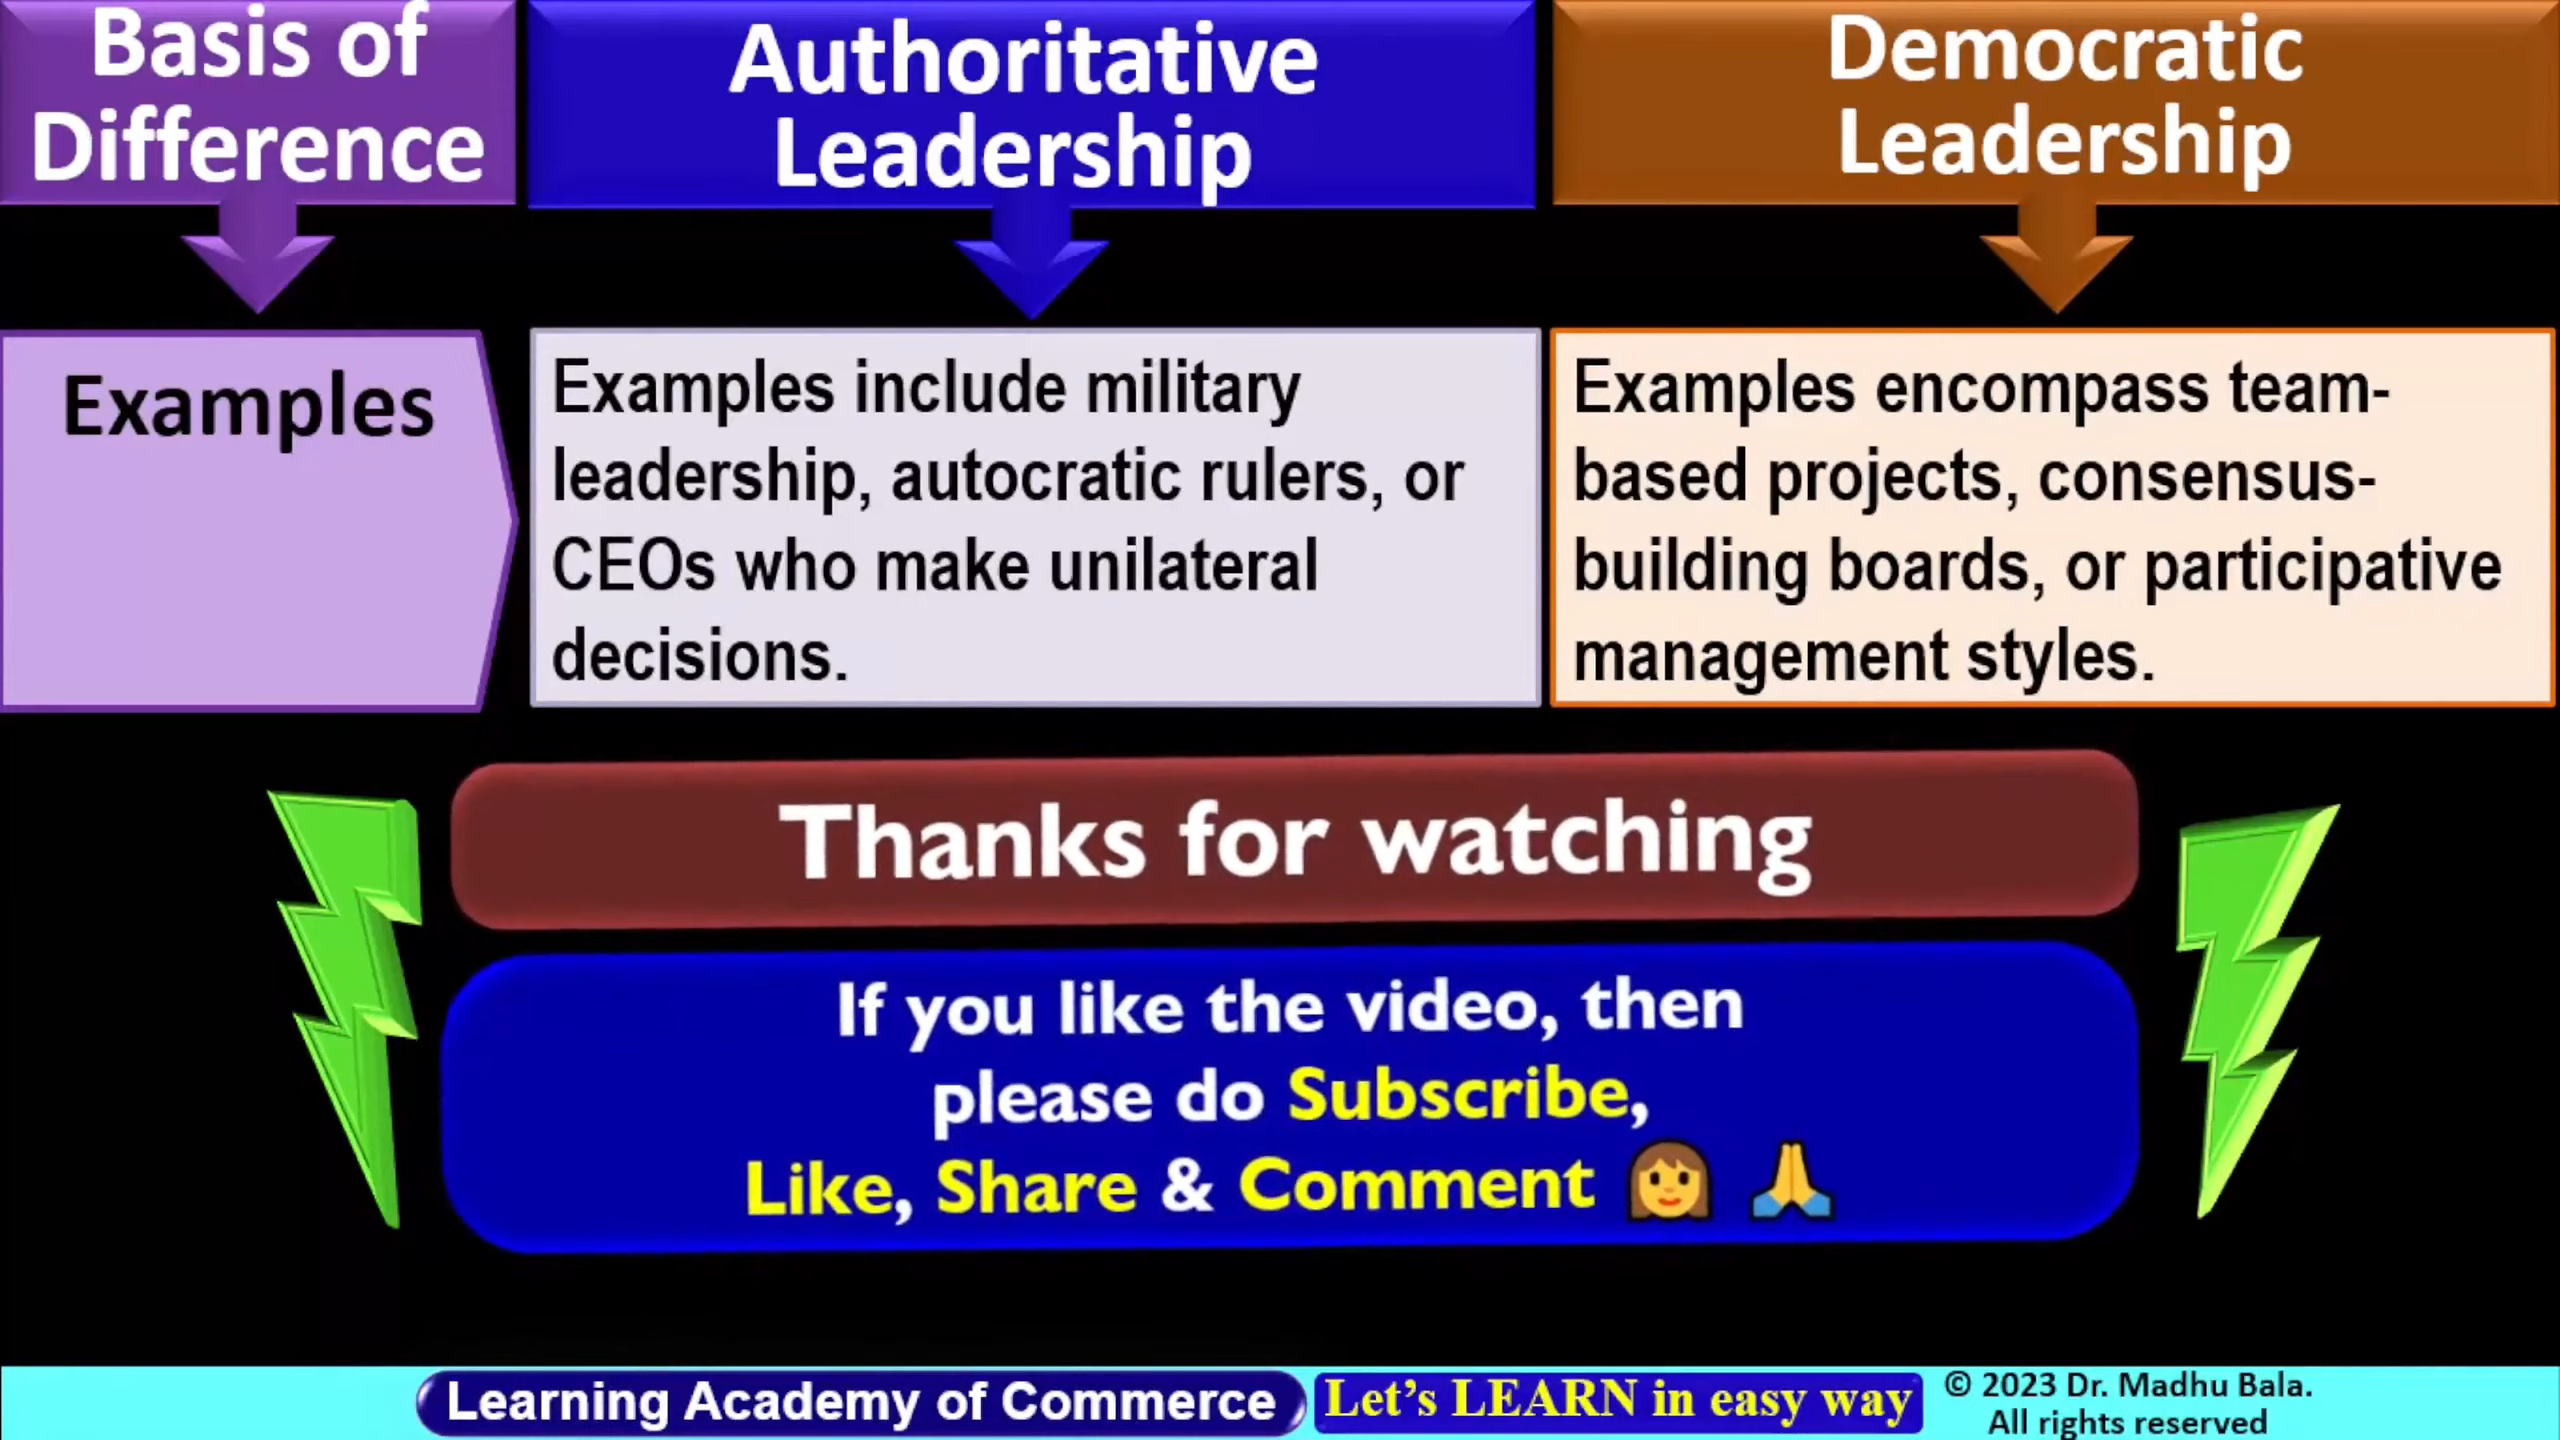 Basis of
Difference
Authoritative
Leadership
Democratic
Leadership
Examples
Examples include military
leadership, autocratic rulers, or
CEOs who make unilateral
decisions.
Examples encompass team-
based projects, consensus-
building boards, or participative
management styles.
Thanks for watching
If you like the video, then
please do Subscribe,
Like, Share & Comment
Learning Academy of Commerce
Let's LEARN in easy way
© 2023 Dr. Madhu Bala.
All rights reserved